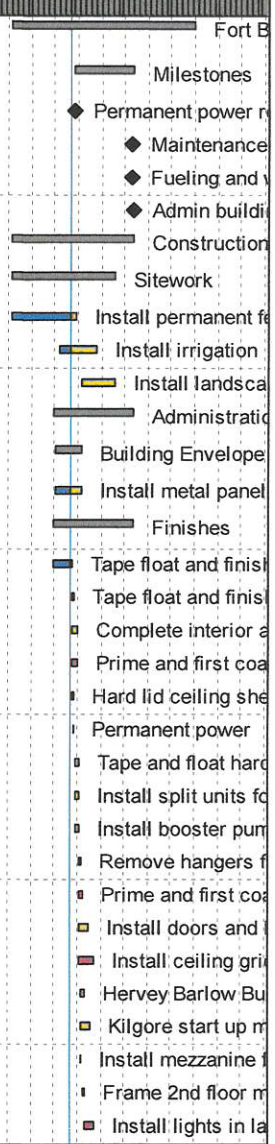 Fort B
Milestones
Permanent power r
Maintenance
Fueling and
Admin buildi
Construction
Sitework
Install permanent fe
Install irrigation
Install landsca
Administratio
Building Envelope
Install metal panel
Finishes
Tape float and finish
Tape float and finis
Complete interior a
Prime and first coa
Hard lid ceiling she
Permanent power
Tape and float hard
Install split units fo
Install booster pum
Remove hangers f
Prime and first coa
Install doors and
Install ceiling gri
Hervey Barlow Bu
Kilgore start up m
Install mezzanine f
Frame 2nd floor m
Install lights in la